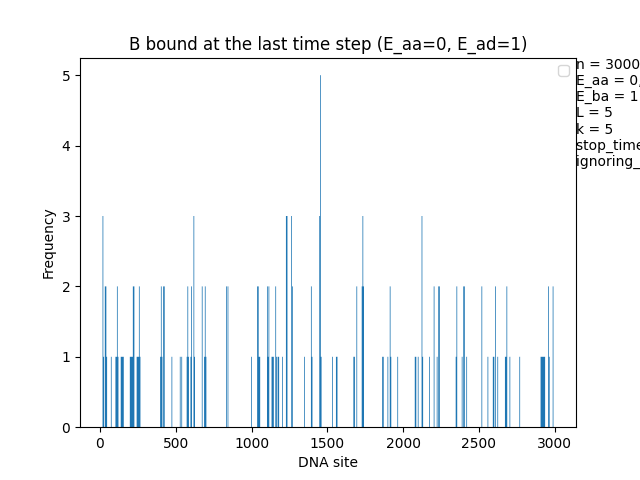 B bound at the last time step (E_aa=0, E_ad=1)
n = 3000
E_aa = 0,
E_ba = 1
L = 5
k = 5
stop_time
ignoring_
Frequency
5
4
3
2
1
0
0 500 1000 1500 2000 2500 3000
DNA site